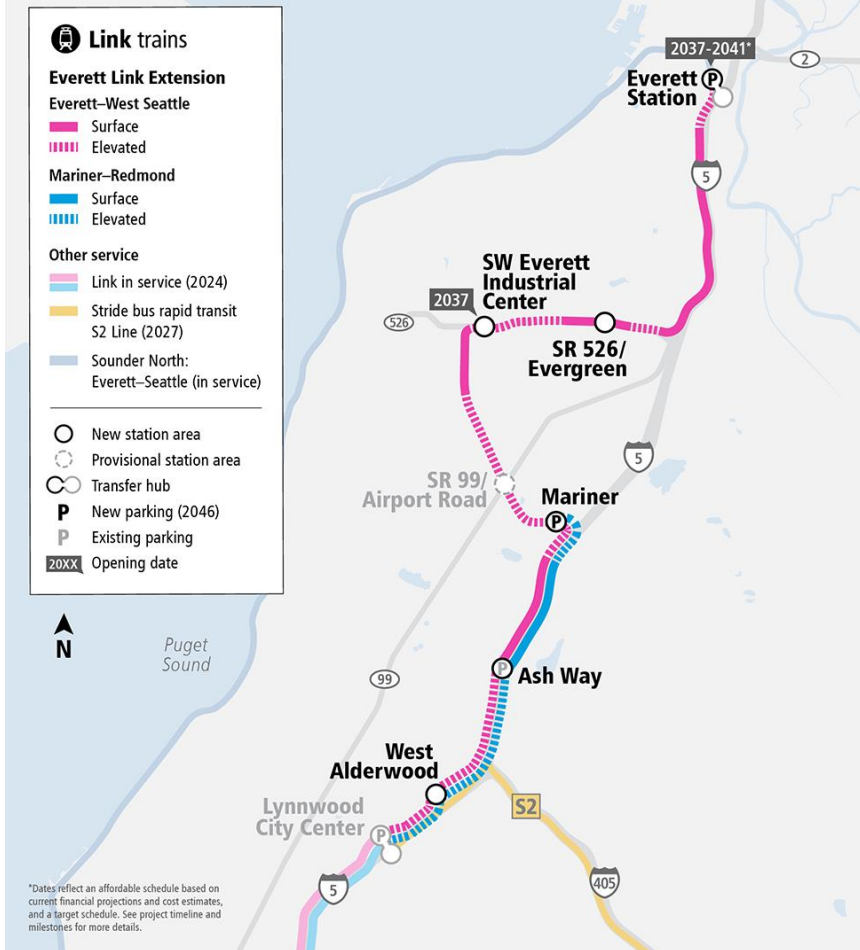 Link trains
Everett Link Extension
Everett–West Seattle
Surface
Elevated
Mariner–Redmond
Surface
Elevated
Other service
Link in service (2024)
Stride bus rapid transit
S2 Line (2027)
Sounder North:
Everett–Seattle (in service)
New station area
Provisional station area
Transfer hub
P
New parking (2046)
P
Existing parking
20XX
Opening date
N
2037-2041*
2
Everett
Station
P
5
SW Everett
Industrial
Center
2037
526
SR 526/
Evergreen
5
SR 99/
Airport Road
Mariner
P
Puget
Sound
P
Ash Way
99
West
Alderwood
S2
Lynnwood
City Center
P
5
405
*Dates reflect an affordable schedule based on
current financial projections and cost estimates,
and a target schedule. See project timeline and
milestones for more details.